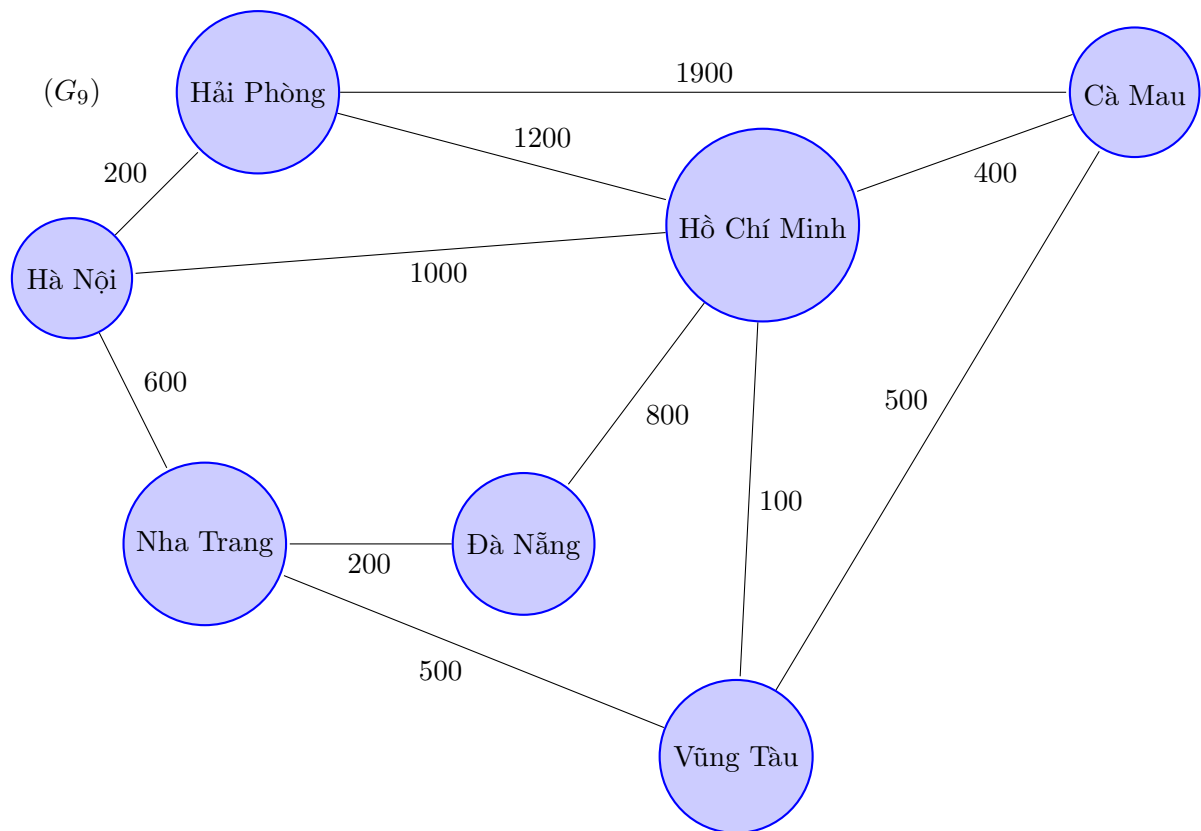 1900
(G₉)
Hải Phòng
Cà Mau
1200
200
400
Hồ Chí Minh
Hà Nội
1000
600
500
800
100
Nha Trang
Đà Nẵng
200
500
Vũng Tàu